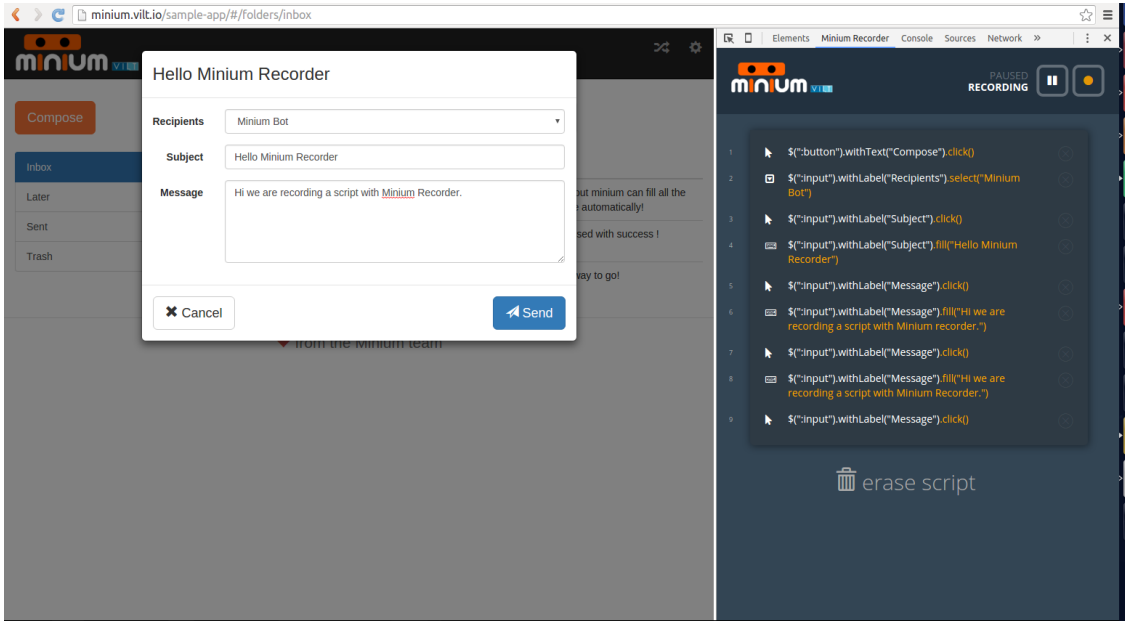 minium.vilt.io/sample-app/#/folders/inbox
minium VILT
Hello Minium Recorder
Compose
Recipients Minium Bot
Subject Hello Minium Recorder
Message Hi we are recording a script with Minium Recorder.
Inbox
Later
Sent
Trash
out minium can fill all the
automatically!
sed with success !
way to go!
Cancel Send
from the Minium team
Elements Minium Recorder Console Sources Network »
minium VILT
PAUSED
RECORDING
1 $(":button").withText("Compose").click()
2 $(":input").withLabel("Recipients").select("Minium
Bot")
3 $(":input").withLabel("Subject").click()
4 $(":input").withLabel("Subject").fill("Hello Minium
Recorder")
5 $(":input").withLabel("Message").click()
6 $(":input").withLabel("Message").fill("Hi we are
recording a script with Minium recorder.")
7 $(":input").withLabel("Message").click()
8 $(":input").withLabel("Message").fill("Hi we are
recording a script with Minium Recorder.")
9 $(":input").withLabel("Message").click()
erase script